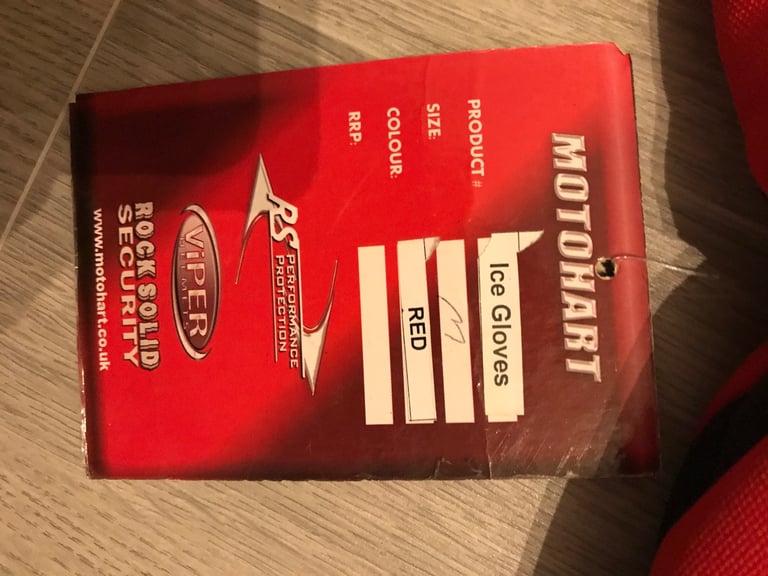 MOTOHART
PRODUCT # Ice Gloves
SIZE: M
COLOUR: RED
RRP:
RS PERFORMANCE
PROTECTION
ViPER
HELMETS
ROCK SOLID
SECURITY
www.motohart.co.uk